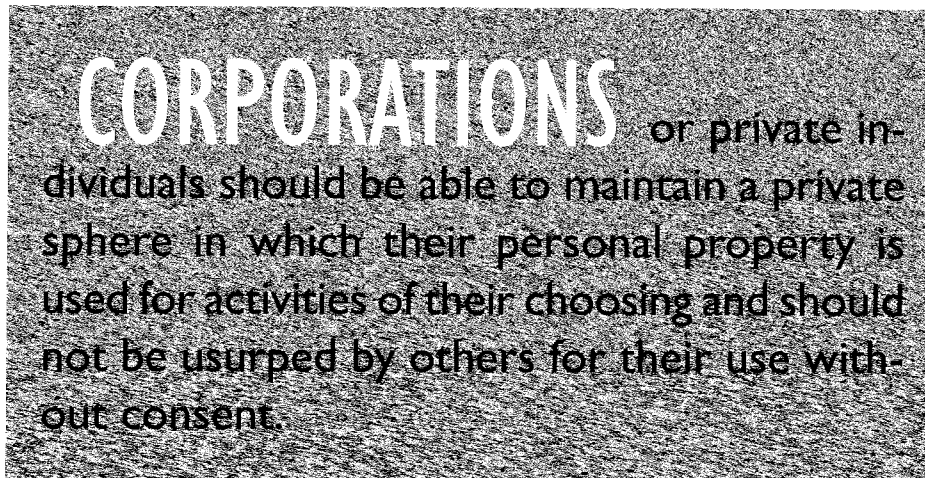 CORPORATIONS or private in-
dividuals should be able to maintain a private
sphere in which their personal property is
used for activities of their choosing and should
not be usurped by others for their use with-
out consent.